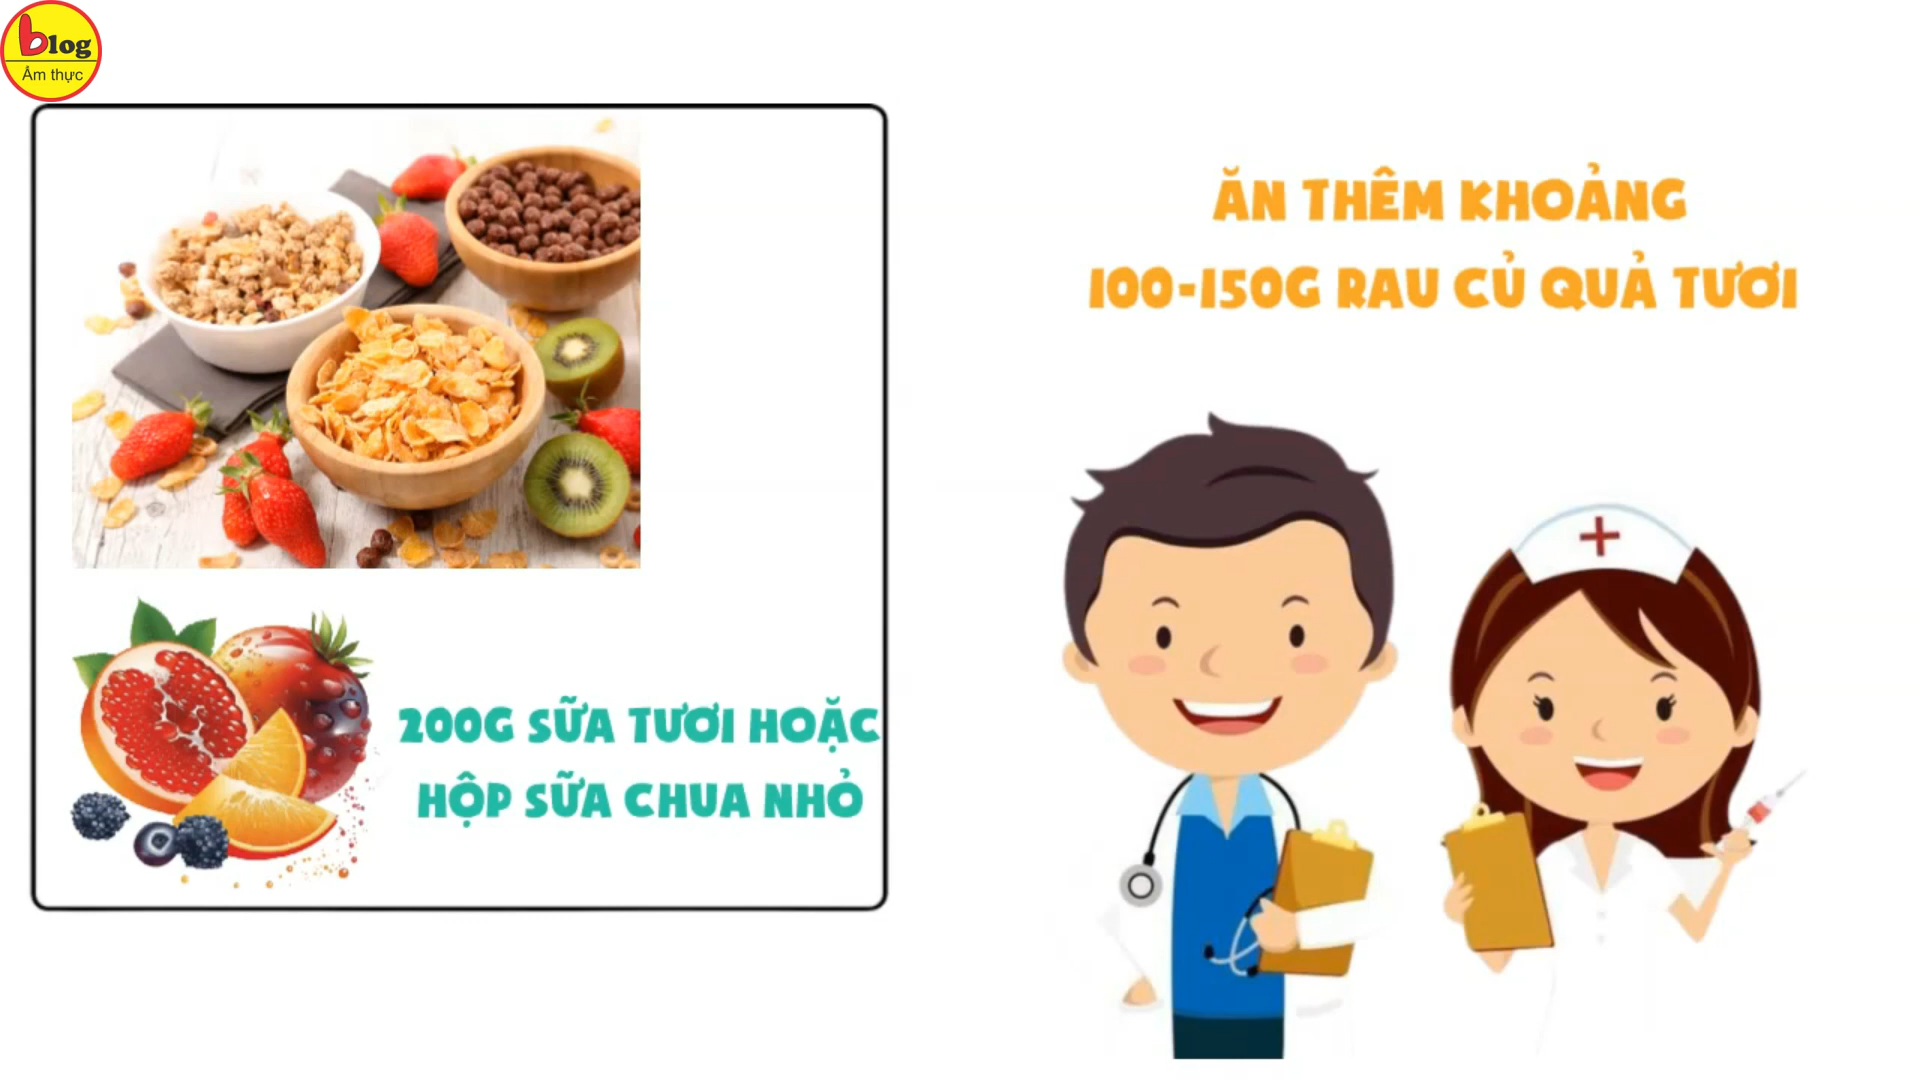 blog
Ẩm thực
ĂN THÊM KHOẢNG
100-150G RAU CỦ QUẢ TƯƠI
200G SỮA TƯƠI HOẶC
HỘP SỮA CHUA NHỎ